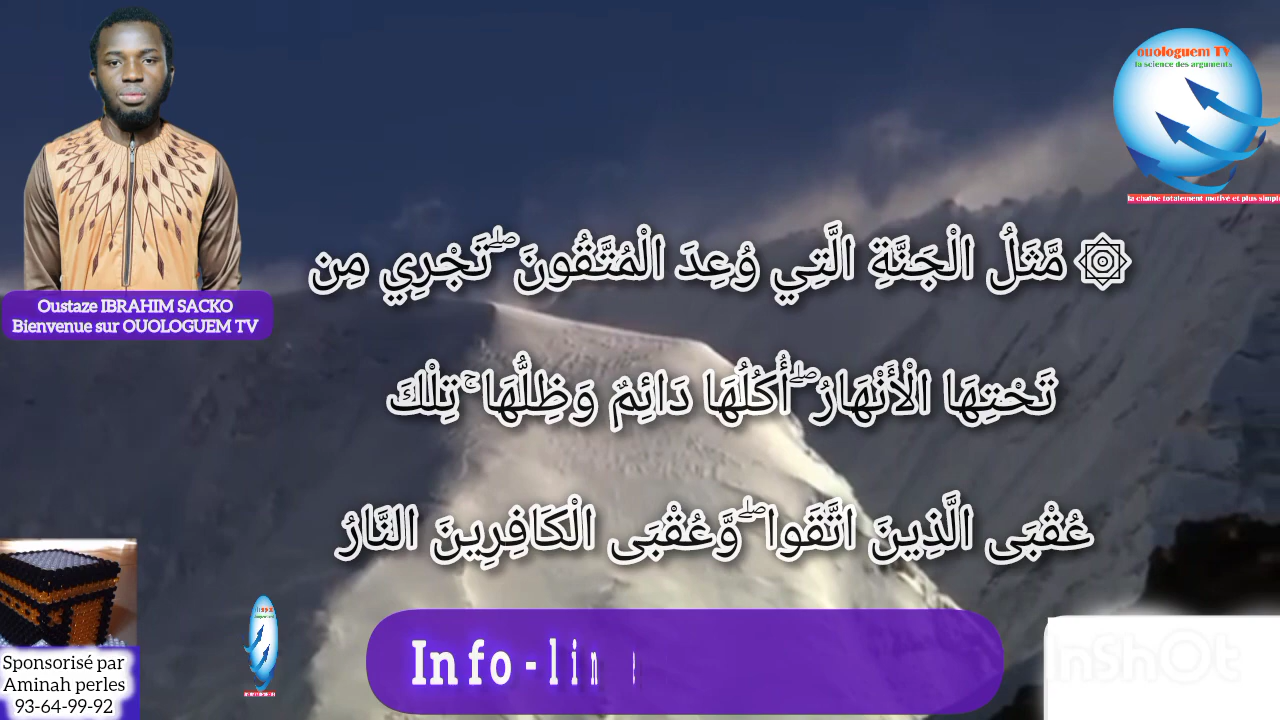 ouologuem TV
la science des arguments
la chaine totalement motivé et plus simple
۞ مَّثَلُ الْجَنَّةِ الَّتِي وُعِدَ الْمُتَّقُونَ ۖ تَجْرِي مِن
تَحْتِهَا الْأَنْهَارُ ۖ أُكُلُهَا دَائِمٌ وَظِلُّهَا ۚ تِلْكَ
عُقْبَى الَّذِينَ اتَّقَوا ۖ وَّعُقْبَى الْكَافِرِينَ النَّارُ
Oustaze IBRAHIM SACKO
Bienvenue sur OUOLOGUEM TV
Info-lin
Sponsorisé par
Aminah perles
93-64-99-92
InShOt